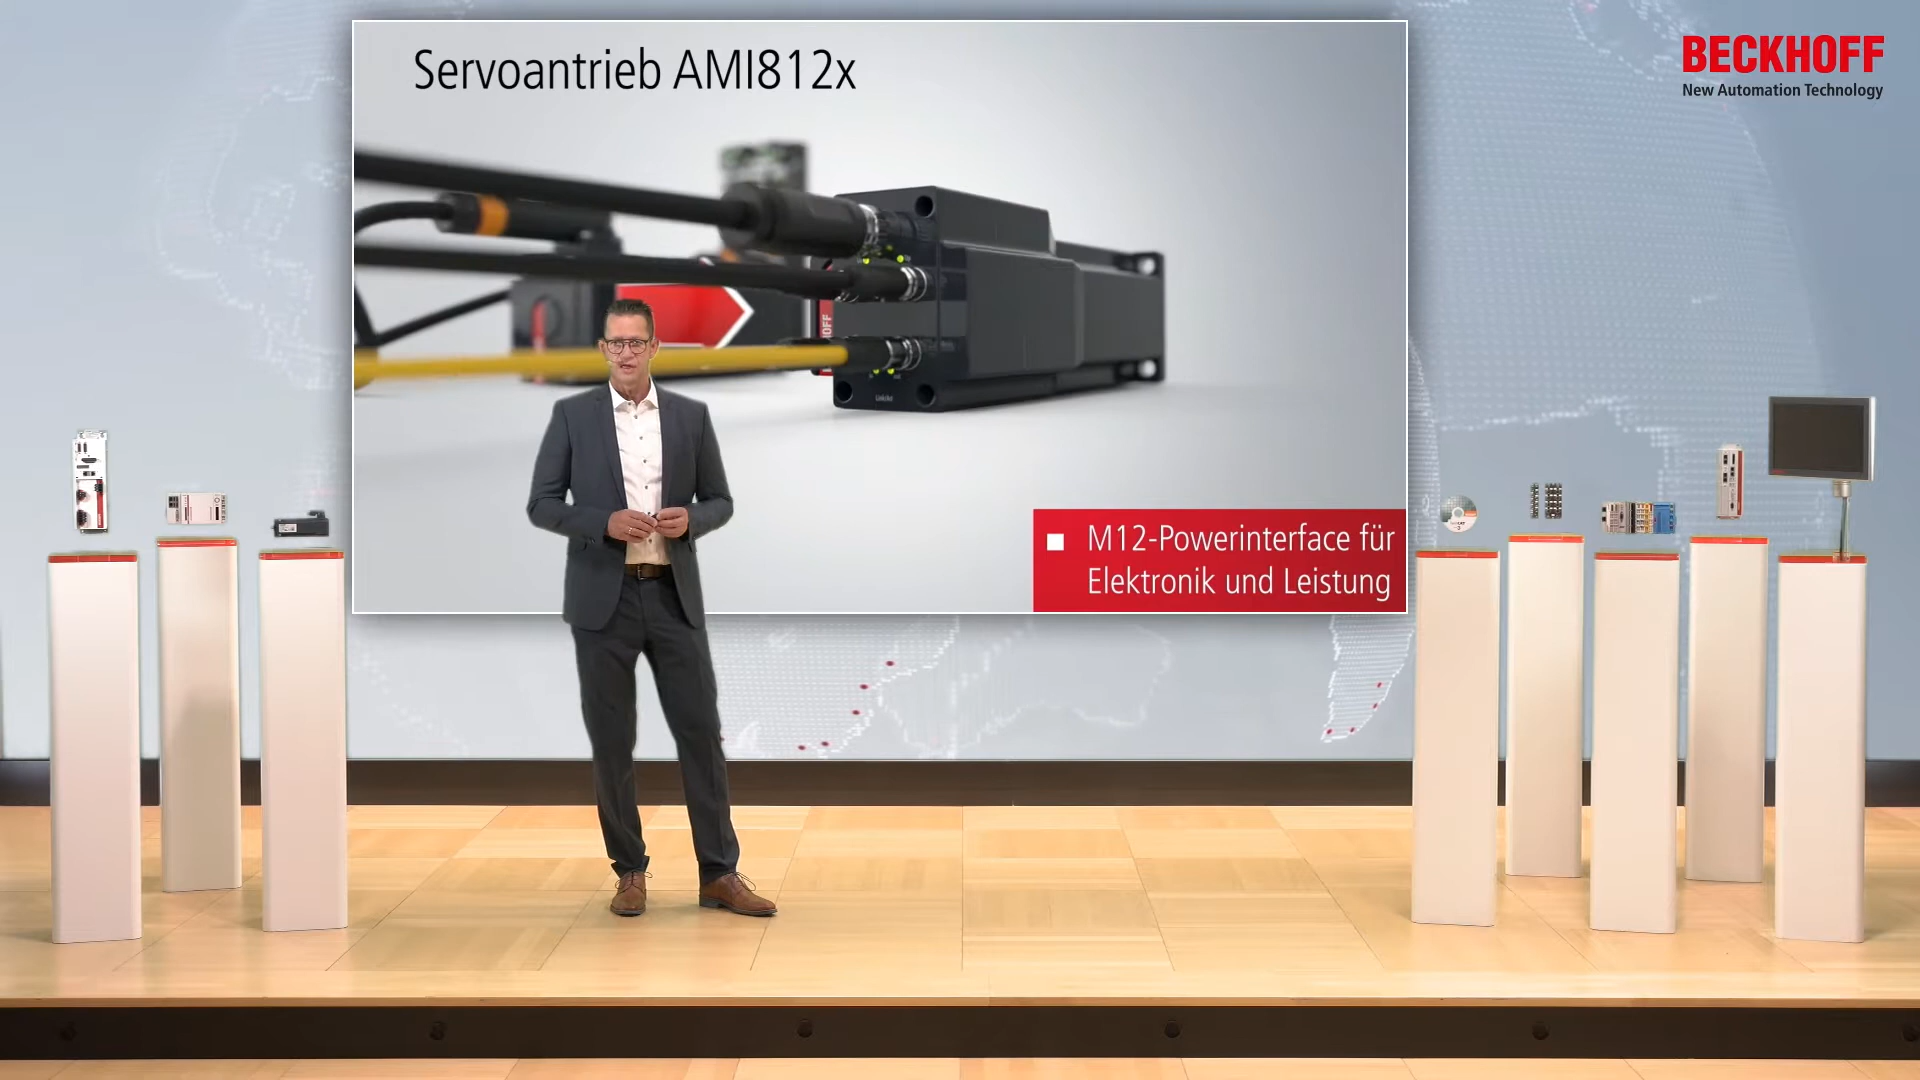 Servoantrieb AMI812x
BECKHOFF
New Automation Technology
M12-Powerinterface für
Elektronik und Leistung